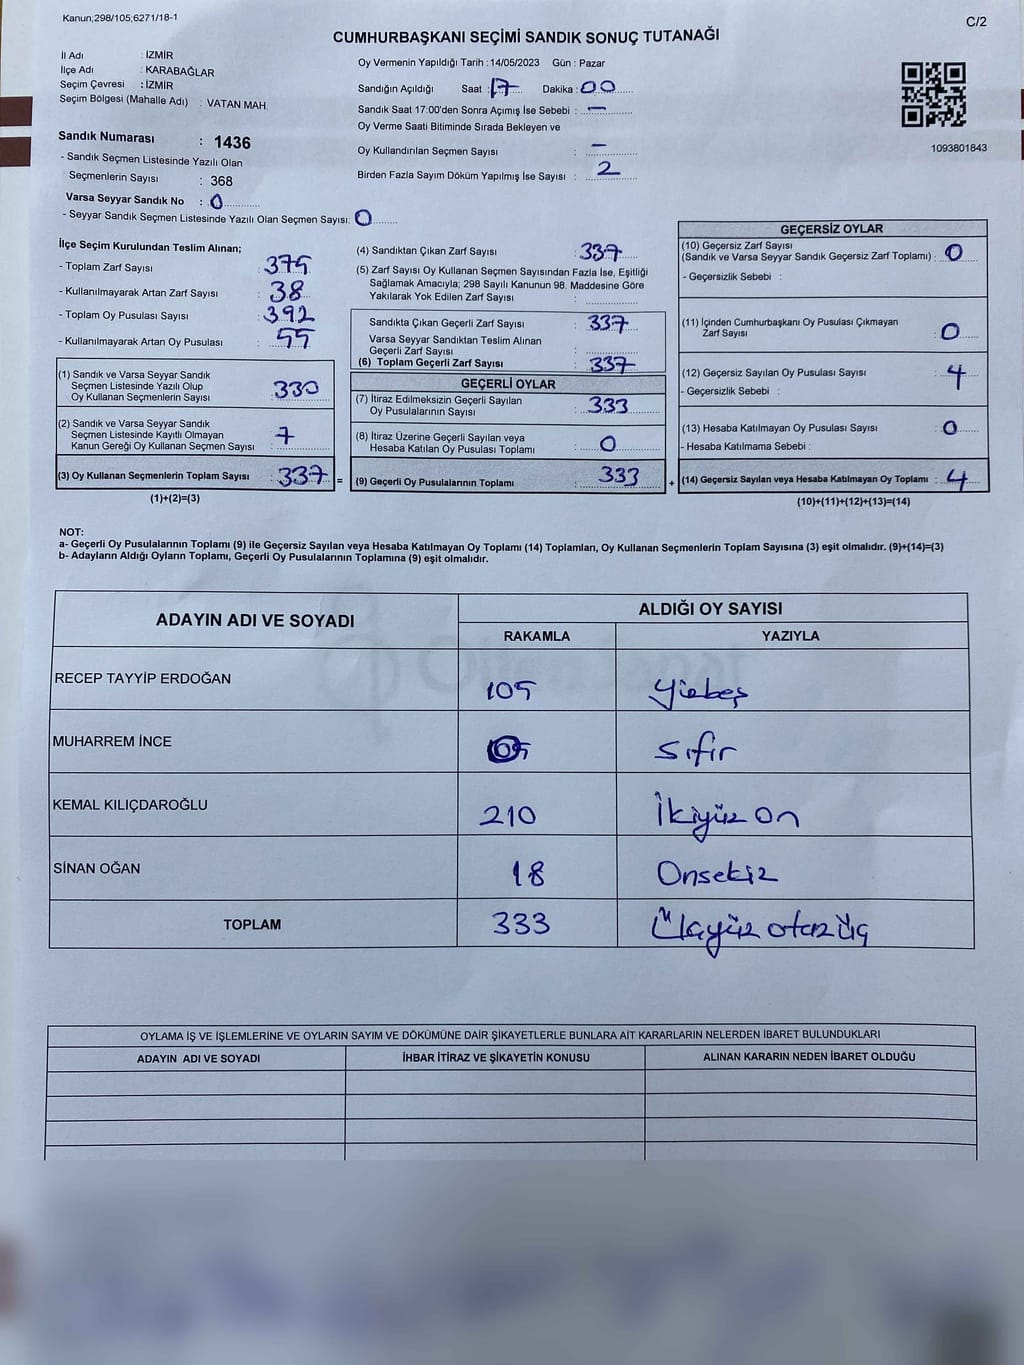 Kanun;298/105;6271/18-1
C/2
CUMHURBAŞKANI SEÇİMİ SANDIK SONUÇ TUTANAĞI
İl Adı : İZMİR
İlçe Adı : KARABAĞLAR
Seçim Çevresi : İZMİR
Seçim Bölgesi (Mahalle Adı) : VATAN MAH.
Sandık Numarası : 1436
- Sandık Seçmen Listesinde Yazılı Olan
Seçmenlerin Sayısı : 368
Varsa Seyyar Sandık No : 0
- Seyyar Sandık Seçmen Listesinde Yazılı Olan Seçmen Sayısı: 0
Oy Vermenin Yapıldığı Tarih : 14/05/2023 Gün : Pazar
Sandığın Açıldığı Saat : 17 Dakika : 00
Sandık Saat 17:00'den Sonra Açımış İse Sebebi : -
Oy Verme Saati Bitiminde Sırada Bekleyen ve
Oy Kullandırılan Seçmen Sayısı : -
Birden Fazla Sayım Döküm Yapılmış İse Sayısı : 2
1093801843
İlçe Seçim Kurulundan Teslim Alınan;
- Toplam Zarf Sayısı : 375
- Kullanılmayarak Artan Zarf Sayısı : 38
- Toplam Oy Pusulası Sayısı : 392
- Kullanılmayarak Artan Oy Pusulası : 55
(1) Sandık ve Varsa Seyyar Sandık
Seçmen Listesinde Yazılı Olup
Oy Kullanan Seçmenlerin Sayısı : 330
(2) Sandık ve Varsa Seyyar Sandık
Seçmen Listesinde Kayıtlı Olmayan
Kanun Gereği Oy Kullanan Seçmen Sayısı : 7
(3) Oy Kullanan Seçmenlerin Toplam Sayısı : 337 =
(1)+(2)=(3)
(4) Sandıktan Çıkan Zarf Sayısı : 337
(5) Zarf Sayısı Oy Kullanan Seçmen Sayısından Fazla İse, Eşitliği
Sağlamak Amacıyla; 298 Sayılı Kanunun 98. Maddesine Göre
Yakılarak Yok Edilen Zarf Sayısı :
Sandıkta Çıkan Geçerli Zarf Sayısı : 337
Varsa Seyyar Sandıktan Teslim Alınan
Geçerli Zarf Sayısı :
(6) Toplam Geçerli Zarf Sayısı : 337
GEÇERLİ OYLAR
(7) İtiraz Edilmeksizin Geçerli Sayılan
Oy Pusulalarının Sayısı : 333
(8) İtiraz Üzerine Geçerli Sayılan veya
Hesaba Katılan Oy Pusulası Toplamı : 0
(9) Geçerli Oy Pusulalarının Toplamı : 333 +
GEÇERSİZ OYLAR
(10) Geçersiz Zarf Sayısı
(Sandık ve Varsa Seyyar Sandık Geçersiz Zarf Toplamı) : 0
- Geçersizlik Sebebi :
(11) İçinden Cumhurbaşkanı Oy Pusulası Çıkmayan
Zarf Sayısı : 0
(12) Geçersiz Sayılan Oy Pusulası Sayısı : 4
- Geçersizlik Sebebi :
(13) Hesaba Katılmayan Oy Pusulası Sayısı : 0
- Hesaba Katılmama Sebebi :
(14) Geçersiz Sayılan veya Hesaba Katılmayan Oy Toplamı : 4
(10)+(11)+(12)+(13)=(14)
NOT:
a- Geçerli Oy Pusulalarının Toplamı (9) ile Geçersiz Sayılan veya Hesaba Katılmayan Oy Toplamı (14) Toplamları, Oy Kullanan Seçmenlerin Toplam Sayısına (3) eşit olmalıdır. (9)+(14)=(3)
b- Adayların Aldığı Oyların Toplamı, Geçerli Oy Pusulalarının Toplamına (9) eşit olmalıdır.
ADAYIN ADI VE SOYADI ALDIĞI OY SAYISI
RAKAMLA YAZIYLA
RECEP TAYYİP ERDOĞAN 105 yüzbeş
MUHARREM İNCE sıfır
KEMAL KILIÇDAROĞLU 210 İkiyüz On
SİNAN OĞAN 18 Onsekiz
TOPLAM 333 Üçyüz otuz üç
OYLAMA İŞ VE İŞLEMLERİNE VE OYLARIN SAYIM VE DÖKÜMÜNE DAİR ŞİKAYETLERLE BUNLARA AİT KARARLARIN NELERDEN İBARET BULUNDUKLARI
ADAYIN ADI VE SOYADI İHBAR İTİRAZ VE ŞİKAYETİN KONUSU ALINAN KARARIN NEDEN İBARET OLDUĞU